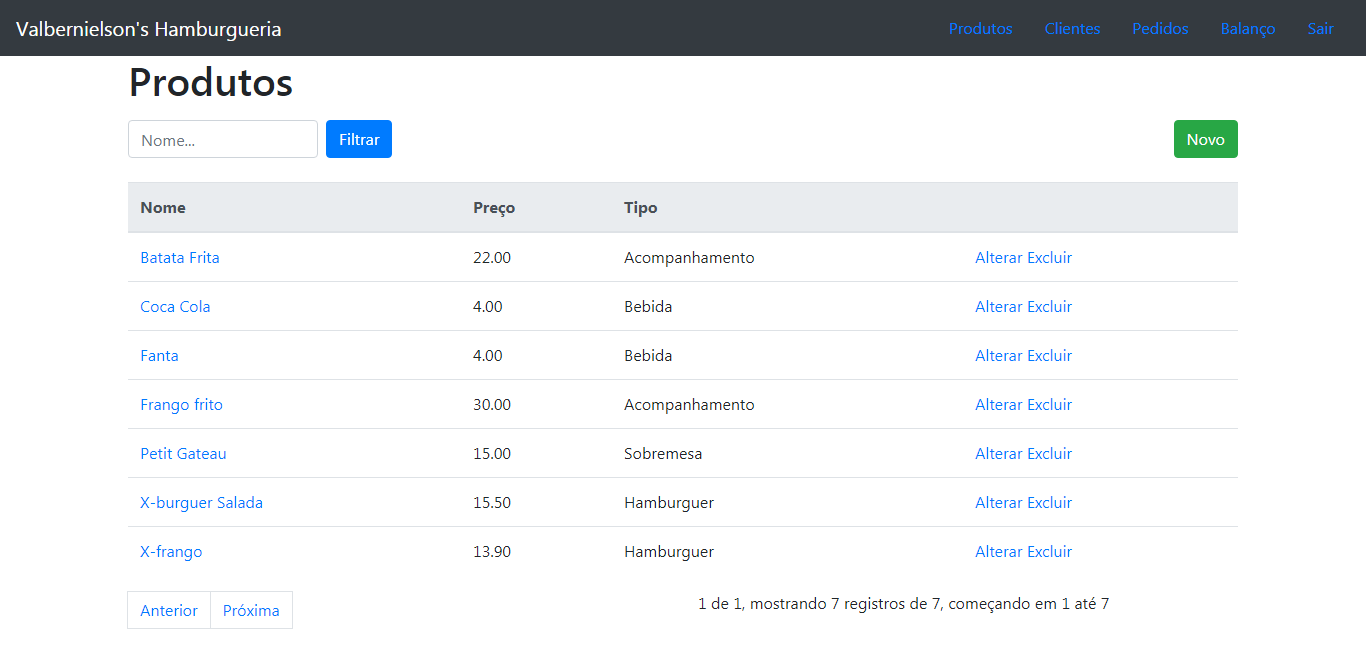 Valbernielson's Hamburgueria Produtos Clientes Pedidos Balanço Sair
Produtos
Nome... Filtrar Novo
Nome Preço Tipo
Batata Frita 22.00 Acompanhamento Alterar Excluir
Coca Cola 4.00 Bebida Alterar Excluir
Fanta 4.00 Bebida Alterar Excluir
Frango frito 30.00 Acompanhamento Alterar Excluir
Petit Gateau 15.00 Sobremesa Alterar Excluir
X-burguer Salada 15.50 Hamburguer Alterar Excluir
X-frango 13.90 Hamburguer Alterar Excluir
Anterior Próxima 1 de 1, mostrando 7 registros de 7, começando em 1 até 7